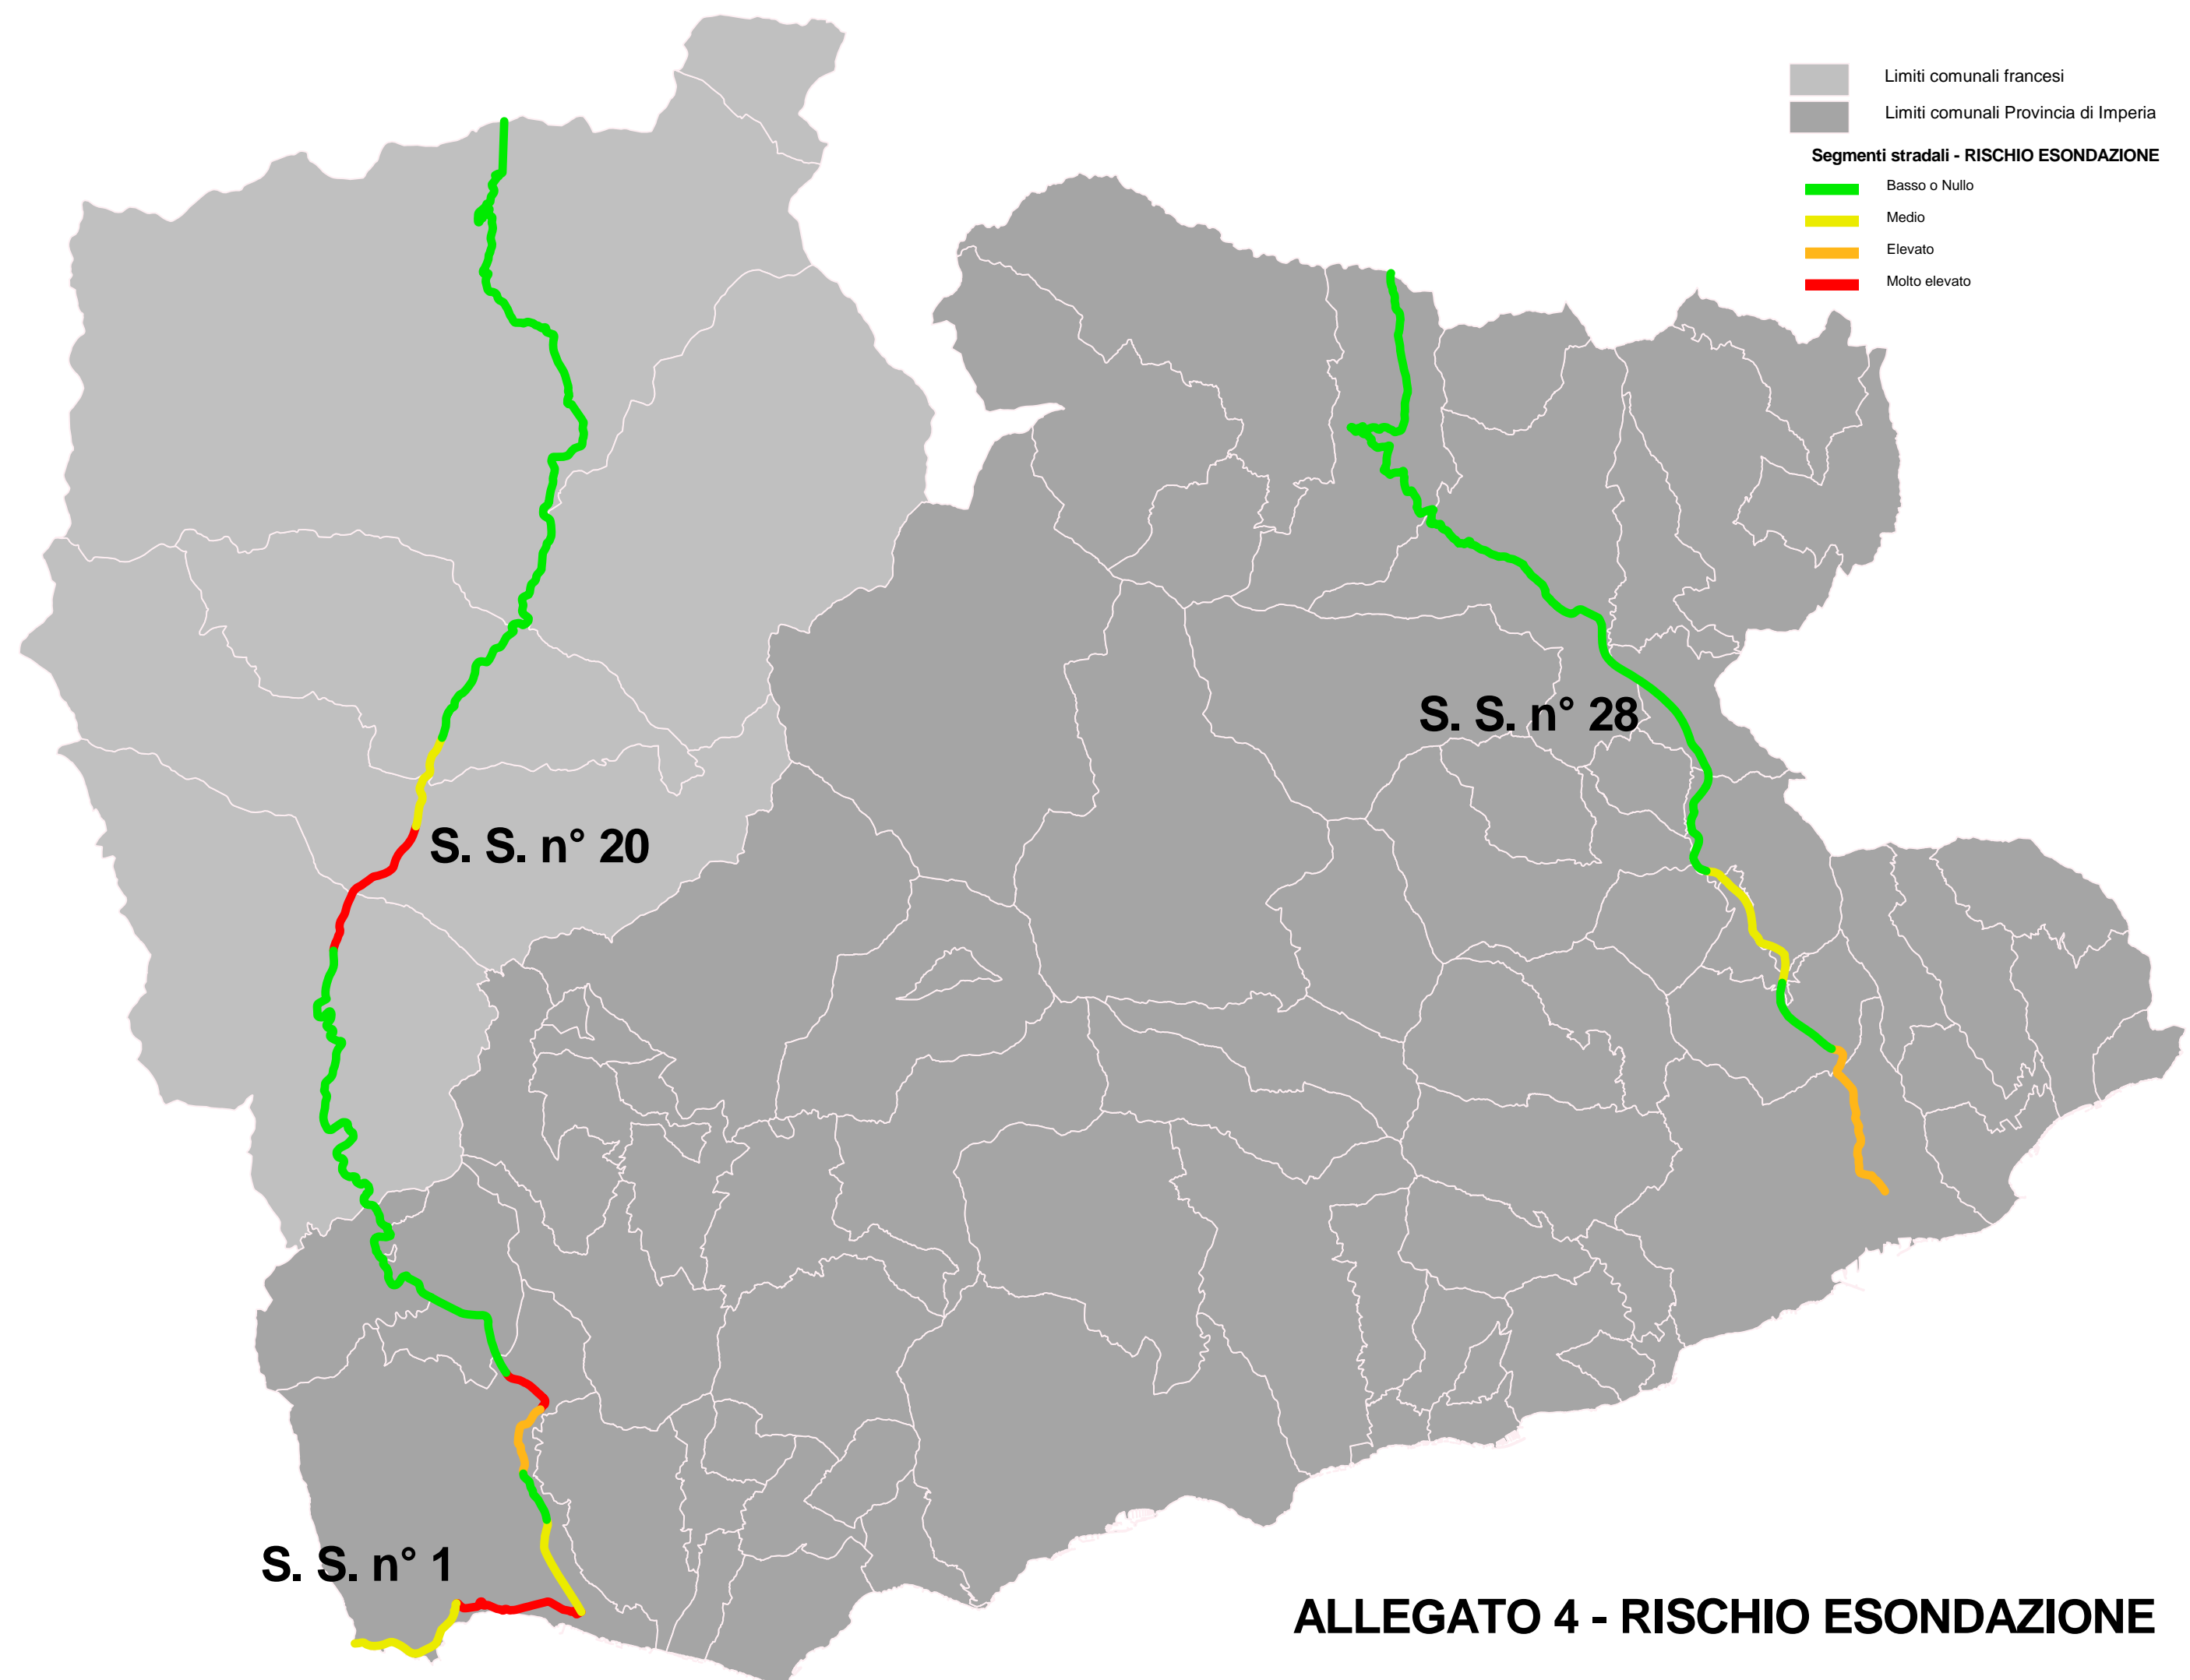 Limiti comunali francesi
Limiti comunali Provincia di Imperia
Segmenti stradali - RISCHIO ESONDAZIONE
Basso o Nullo
Medio
Elevato
Molto elevato
S. S. n° 28
S. S. n° 20
S. S. n° 1
ALLEGATO 4 - RISCHIO ESONDAZIONE